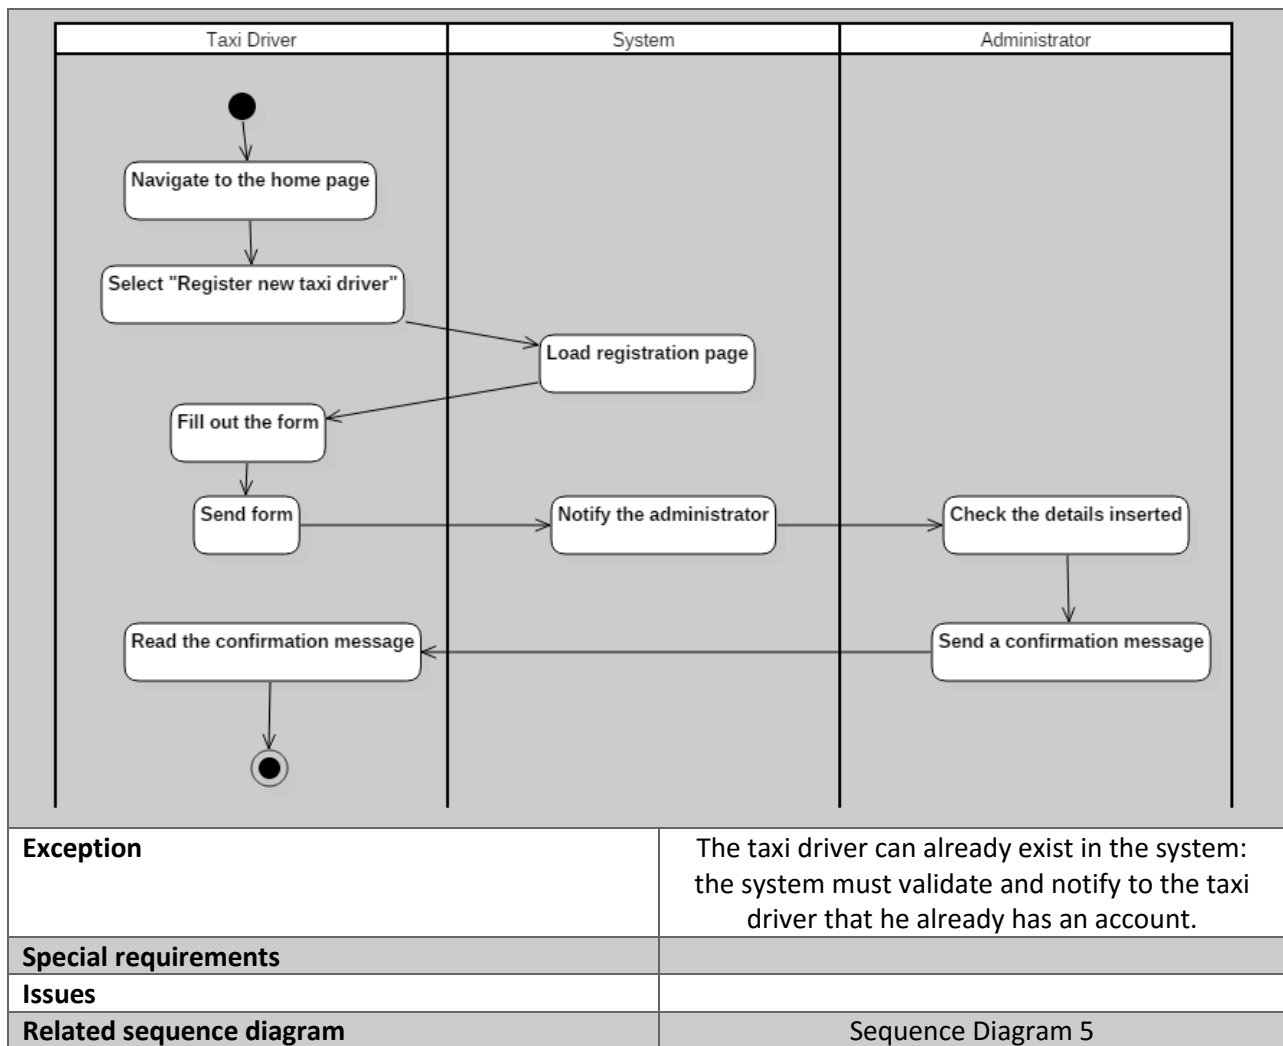 Taxi Driver
System
Administrator
Navigate to the home page
Select "Register new taxi driver"
Load registration page
Fill out the form
Send form
Notify the administrator
Check the details inserted
Read the confirmation message
Send a confirmation message
Exception
The taxi driver can already exist in the system:
the system must validate and notify to the taxi
driver that he already has an account.
Special requirements
Issues
Related sequence diagram
Sequence Diagram 5